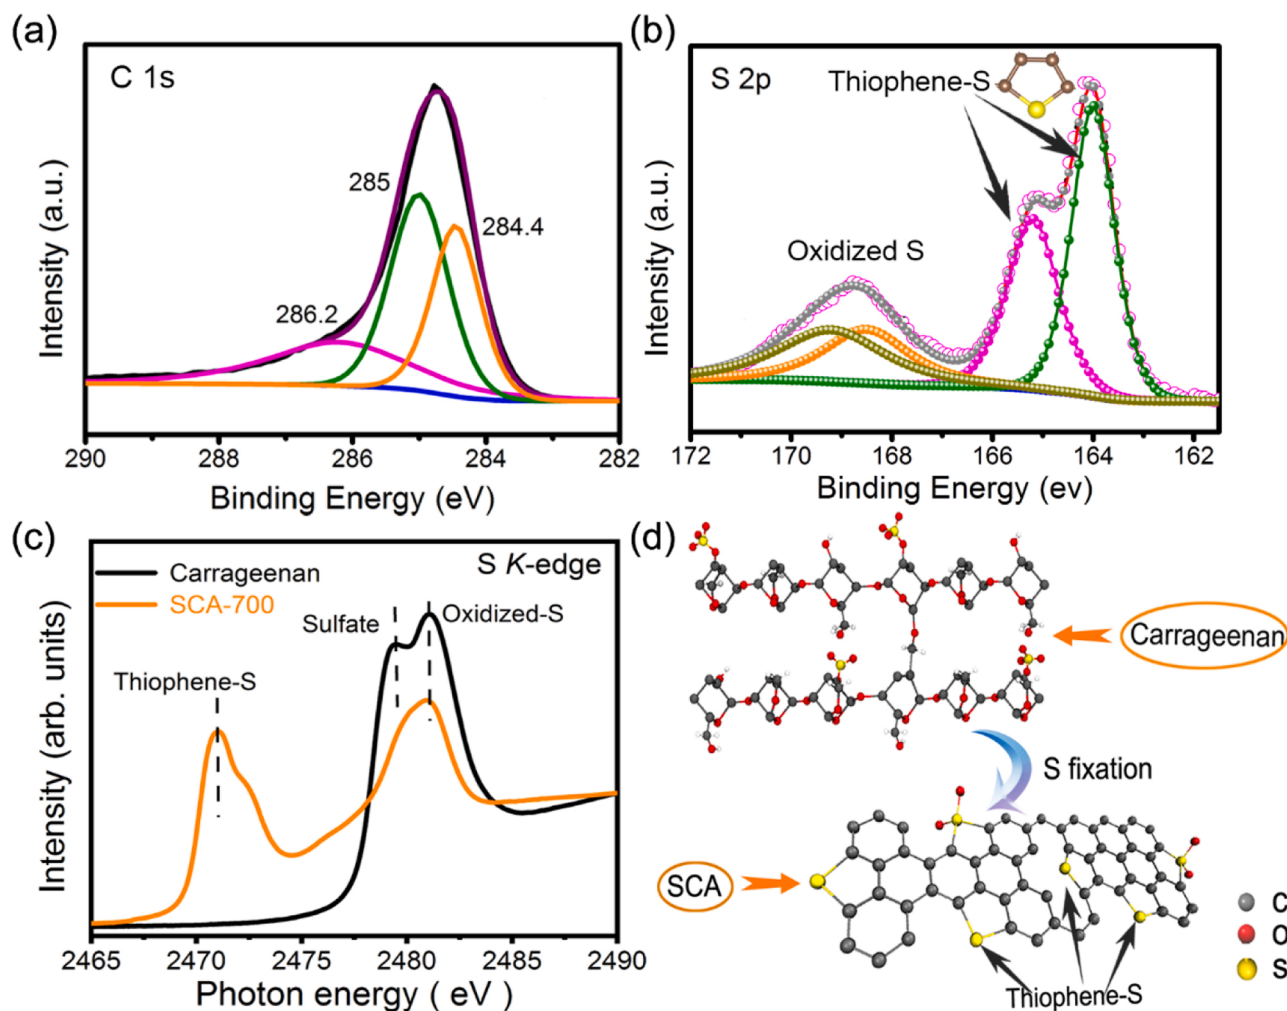 (a)
C 1s
285
284.4
286.2
Intensity (a.u.)
290 288 286 284 282
Binding Energy (eV)
(b)
S 2p
Thiophene-S
Oxidized S
Intensity (a.u.)
172 170 168 166 164 162
Binding Energy (ev)
(c)
S K-edge
Carrageenan
SCA-700
Sulfate
Oxidized-S
Thiophene-S
Intensity (arb. units)
2465 2470 2475 2480 2485 2490
Photon energy ( eV )
(d)
Carrageenan
S fixation
SCA
Thiophene-S
C
O
S